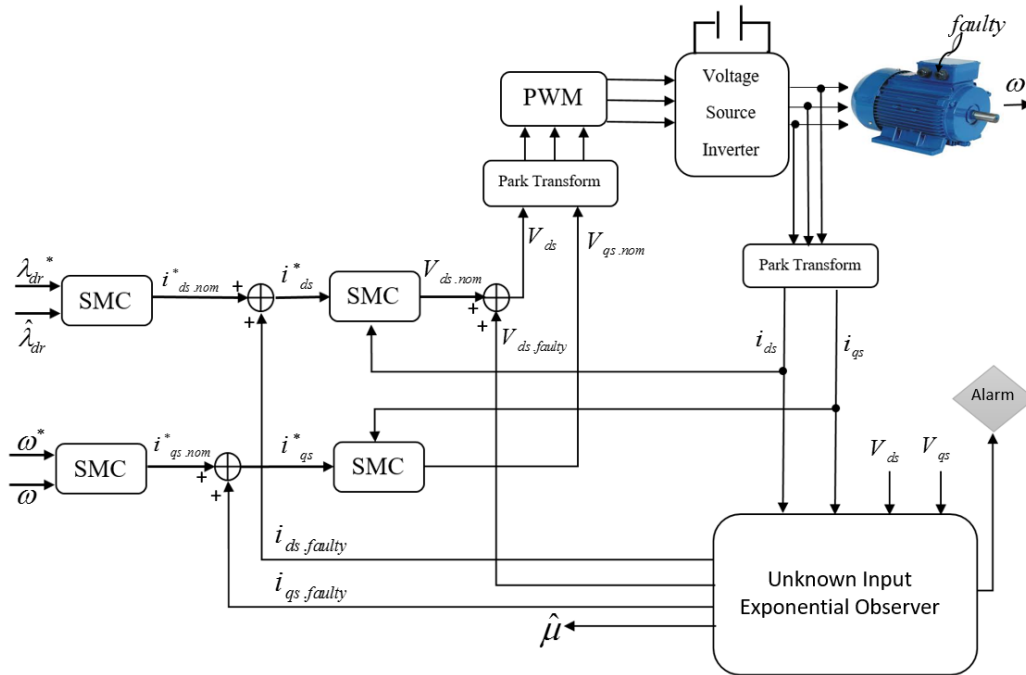 faulty
ω
Voltage
Source
Inverter
PWM
Park Transform
V_ds
V_qs.nom
Park Transform
λ_dr*
λ̂_dr
SMC
i*_ds.nom
+
+
i*_ds
SMC
V_ds.nom
+
+
V_ds.faulty
i_ds
i_qs
Alarm
ω*
ω
SMC
i*_qs.nom
+
+
i*_qs
SMC
V_ds
V_qs
i_ds.faulty
i_qs.faulty
μ̂
Unknown Input
Exponential Observer